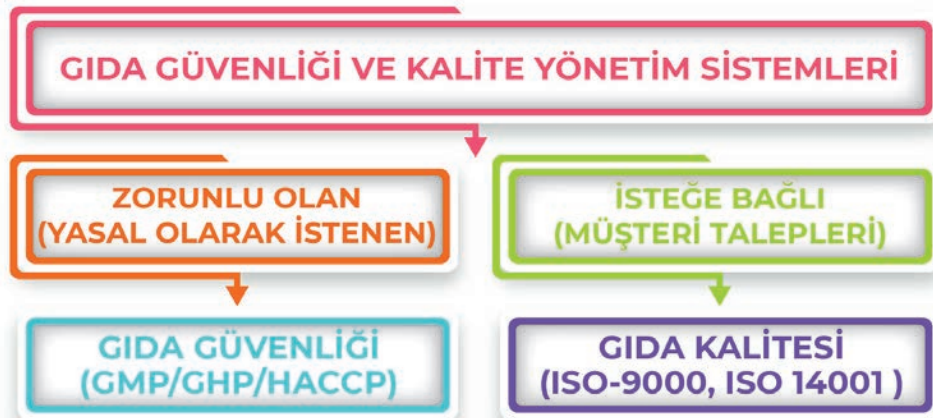 GIDA GÜVENLİĞİ VE KALİTE YÖNETİM SİSTEMLERİ
ZORUNLU OLAN
(YASAL OLARAK İSTENEN)
İSTEĞE BAĞLI
(MÜŞTERİ TALEPLERİ)
GIDA GÜVENLİĞİ
(GMP/GHP/HACCP)
GIDA KALİTESİ
(ISO-9000, ISO 14001 )